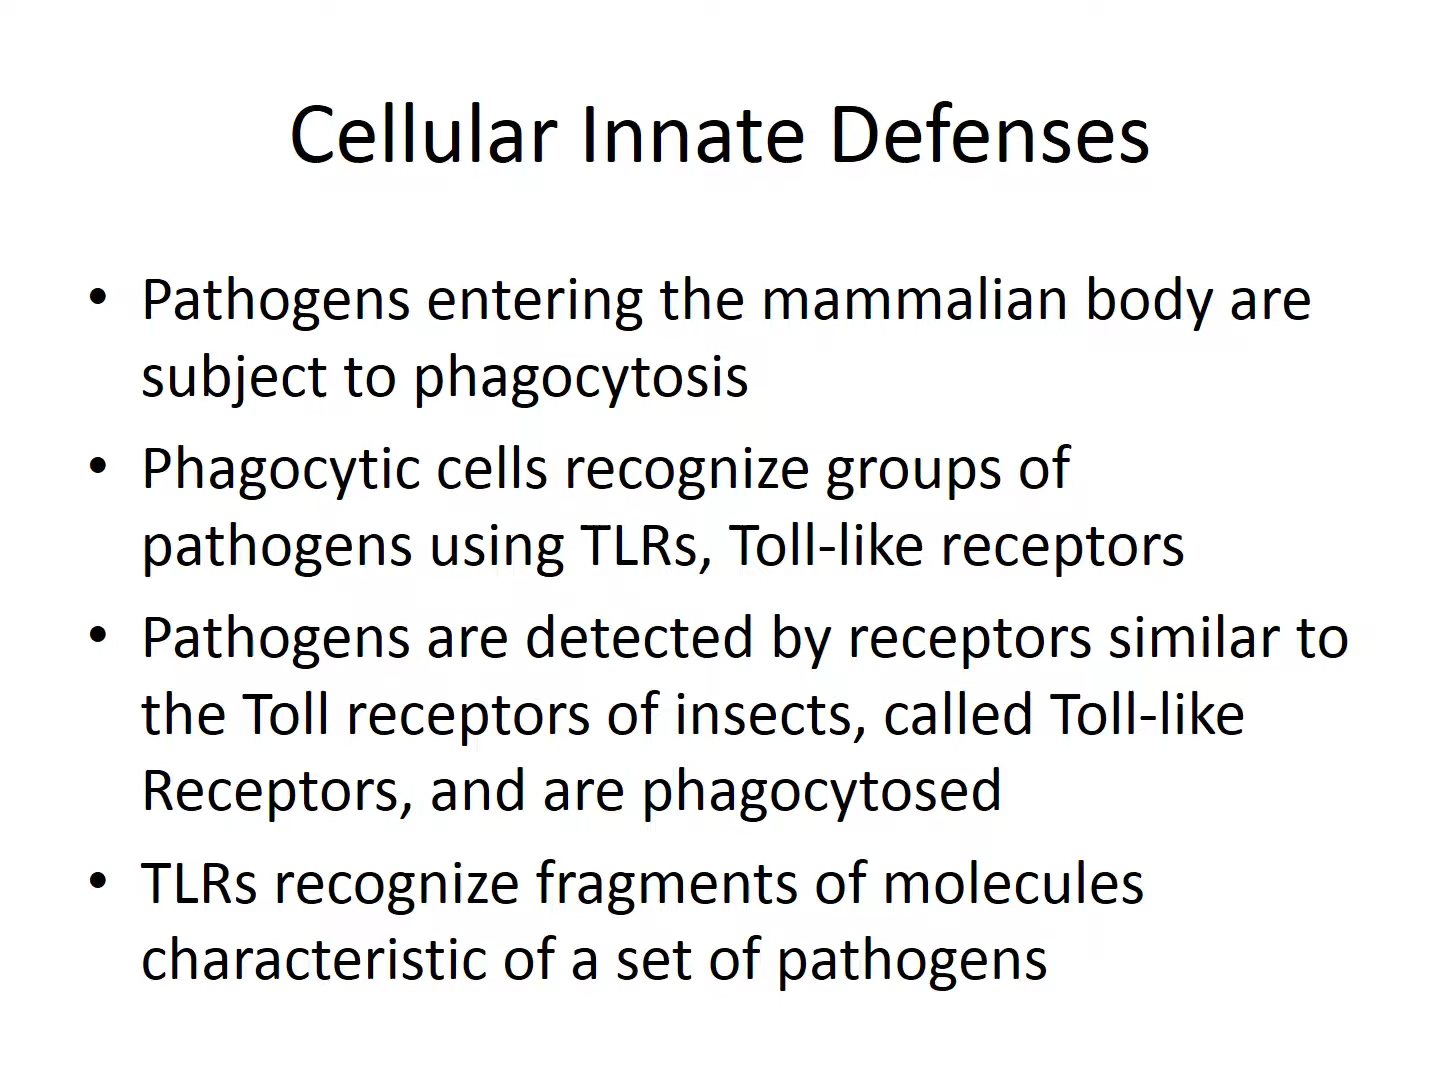 Cellular Innate Defenses
• Pathogens entering the mammalian body are
subject to phagocytosis
• Phagocytic cells recognize groups of
pathogens using TLRs, Toll-like receptors
• Pathogens are detected by receptors similar to
the Toll receptors of insects, called Toll-like
Receptors, and are phagocytosed
• TLRs recognize fragments of molecules
characteristic of a set of pathogens